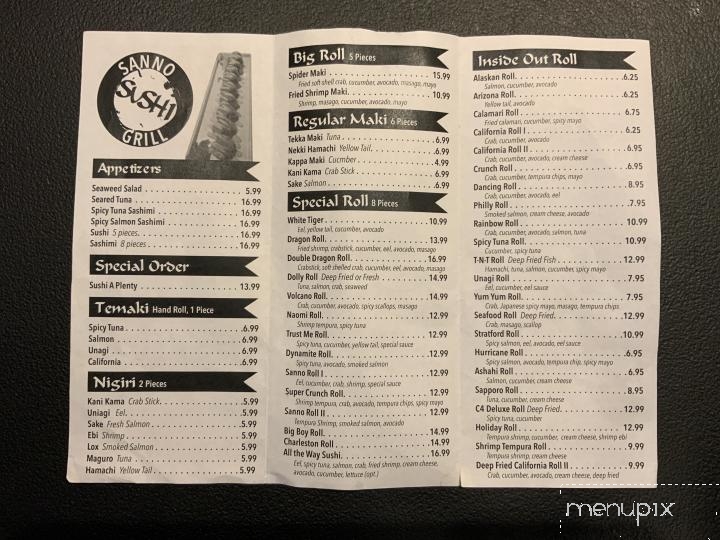 SANNO
SUSHI
GRILL
Appetizers
Seaweed Salad 5.99
Seared Tuna 16.99
Spicy Tuna Sashimi 16.99
Spicy Salmon Sashimi 16.99
Sushi 5 pieces 16.99
Sashimi 8 pieces 16.99
Special Order
Sushi A Plenty 13.99
Temaki Hand Roll, 1 Piece
Spicy Tuna 6.99
Salmon 6.99
Unagi 6.99
California 6.99
Nigiri 2 Pieces
Kani Kama Crab Stick 5.99
Uniagi Eel 5.99
Sake Fresh Salmon 5.99
Ebi Shrimp 5.99
Lox Smoked Salmon 5.99
Maguro Tuna 5.99
Hamachi Yellow Tail 5.99
Big Roll 5 Pieces
Spider Maki 15.99
Fried soft shell crab, cucumber, avocado, masago, mayo
Fried Shrimp Maki 10.99
Shrimp, masago, cucumber, avocado, mayo
Regular Maki 6 Pieces
Tekka Maki Tuna 6.99
Nekki Hamachi Yellow Tail 6.99
Kappa Maki Cucmber 4.99
Kani Kama Crab Stick 6.99
Sake Salmon 6.99
Special Roll 8 Pieces
White Tiger 10.99
Eel, yellow tail, cucumber, avocado
Dragon Roll 13.99
Fried shrimp, crabstick, cucumber, eel, avocado, masago
Double Dragon Roll 16.99
Crabstick, soft shelled crab, cucumber, eel, avocado, masago
Dolly Roll Deep Fried or Fresh 14.99
Tuna, salmon, crab, seaweed
Volcano Roll 14.99
Crab, cucumber, avocado, spicy scallops, masago
Naomi Roll 12.99
Shrimp tempura, spicy tuna
Trust Me Roll 12.99
Spicy tuna, cucumber, yellow tail, special sauce
Dynamite Roll 12.99
Spicy tuna, avocado, smoked salmon
Sanno Roll I 12.99
Eel, cucumber, crab, shrimp, special sauce
Super Crunch Roll 12.99
Shrimp tempura, crab, avocado, tempura chips, spicy mayo
Sanno Roll II 12.99
Tempura Shrimp, smoked salmon, avocado
Big Boy Roll 14.99
Charleston Roll 14.99
All the Way Sushi 16.99
Eel, spicy tuna, salmon, crab, fried shrimp, cream cheese,
avocado, cucumber, lettuce (opt.)
Inside Out Roll
Alaskan Roll 6.25
Salmon, cucumber, avocado
Arizona Roll 6.25
Yellow tail, avocado
Calamari Roll 6.75
Fried calamari, cucumber, spicy mayo
California Roll I 6.25
Crab, cucumber, avocado
California Roll II 6.95
Crab, cucumber, avocado, cream cheese
Crunch Roll 6.95
Crab, cucumber, tempura chips, mayo
Dancing Roll 8.95
Crab, cucumber, avocado, eel
Philly Roll 7.95
Smoked salmon, cream cheese, avocado
Rainbow Roll 10.99
Crab, cucumber, avocado, salmon, tuna
Spicy Tuna Roll 10.99
Cucumber, spicy tuna
T-N-T Roll Deep Fried Fish 12.99
Hamachi, tuna, salmon, cucumber, spicy mayo
Unagi Roll 7.95
Eel, cucumber, eel sauce
Yum Yum Roll 7.95
Crab, Japanese spicy mayo, masago, tempura chips
Seafood Roll Deep Fried 12.99
Crab, masago, scallop
Stratford Roll 10.99
Spicy salmon, eel, avocado, eel sauce
Hurricane Roll 6.95
Spicy salmon, avocado, tempura chip, spicy mayo
Ashahi Roll 6.95
Salmon, cucumber, cream cheese
Sapporo Roll 8.95
Tuna, cucumber, cream cheese
C4 Deluxe Roll Deep Fried 12.99
Spicy tuna, cucumber
Holiday Roll 12.99
Tempura shrimp, cucumber, cream cheese, shrimp ebi
Shrimp Tempura Roll 9.99
Tempura shrimp, cream cheese
Deep Fried California Roll II 9.99
Crab, cucumber, avocado, cream cheese, deep fried
menupix